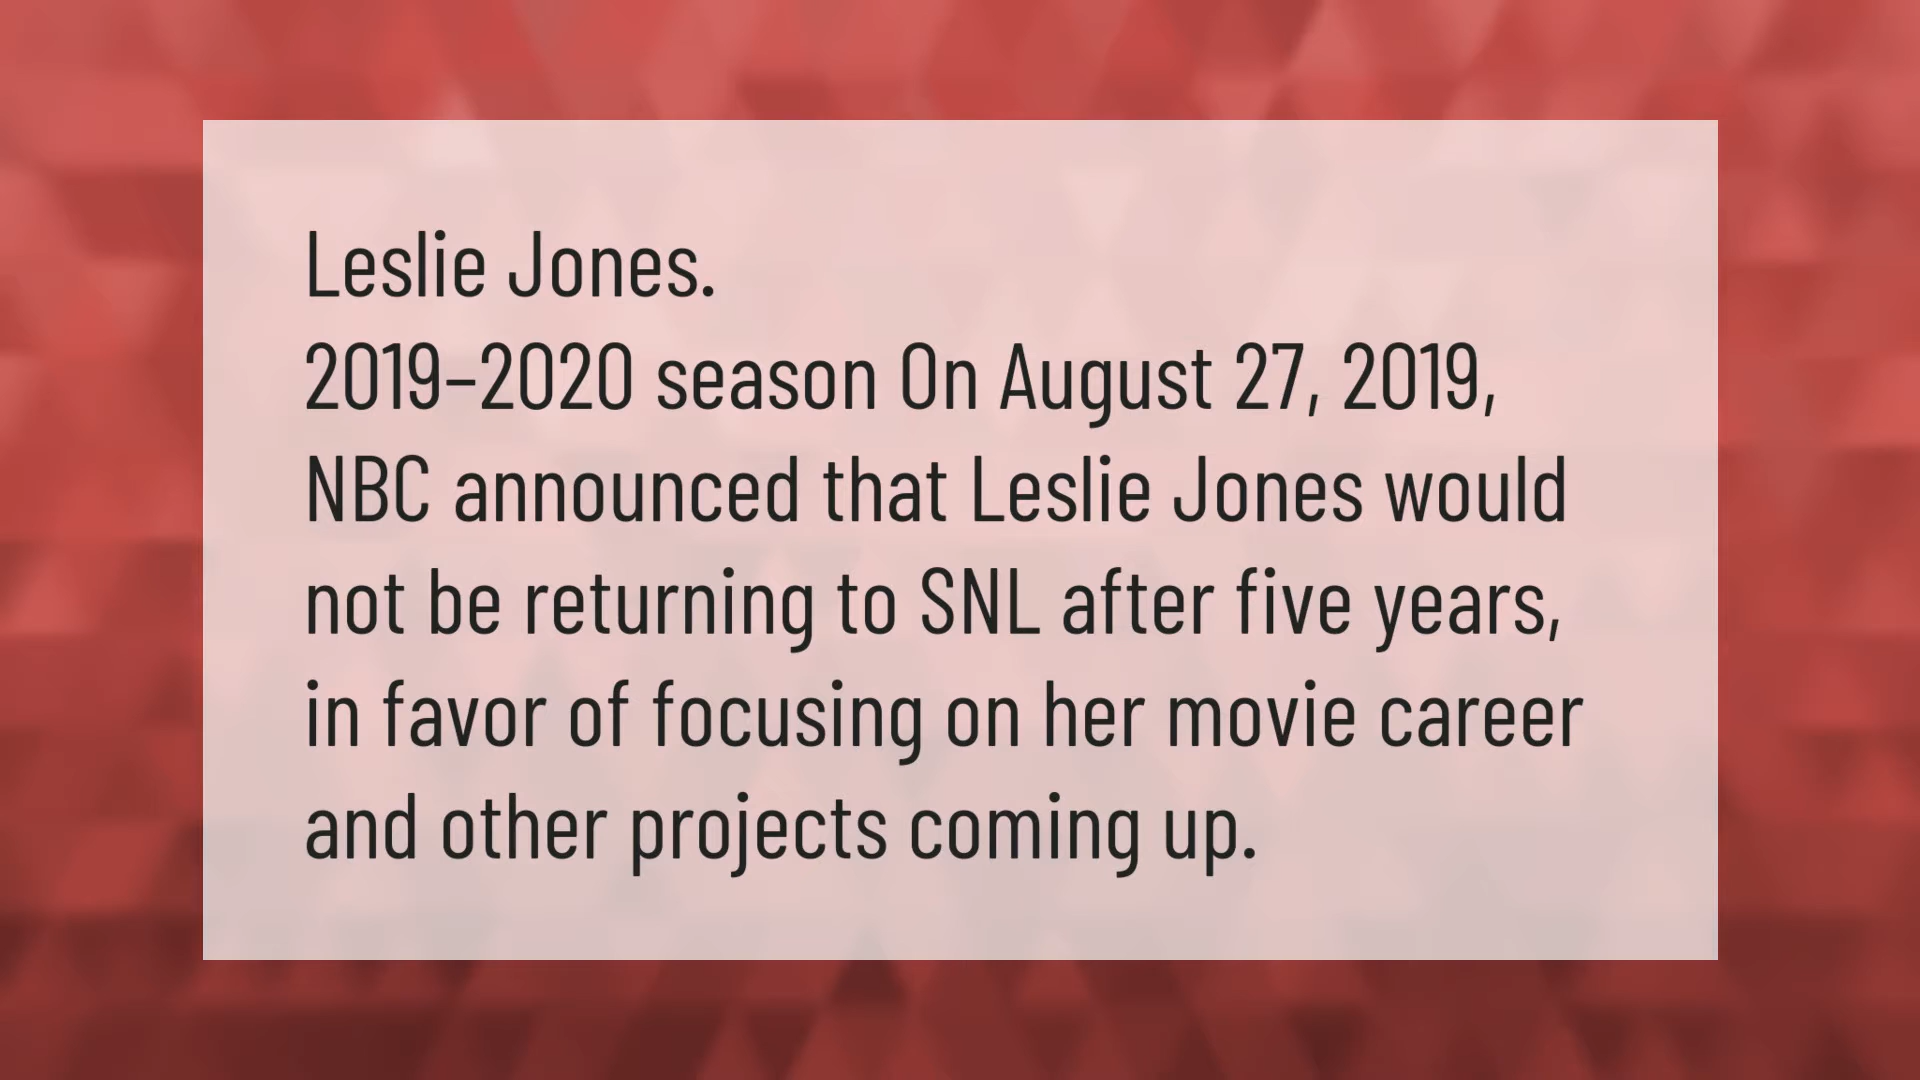 Leslie Jones.
2019–2020 season On August 27, 2019,
NBC announced that Leslie Jones would
not be returning to SNL after five years,
in favor of focusing on her movie career
and other projects coming up.